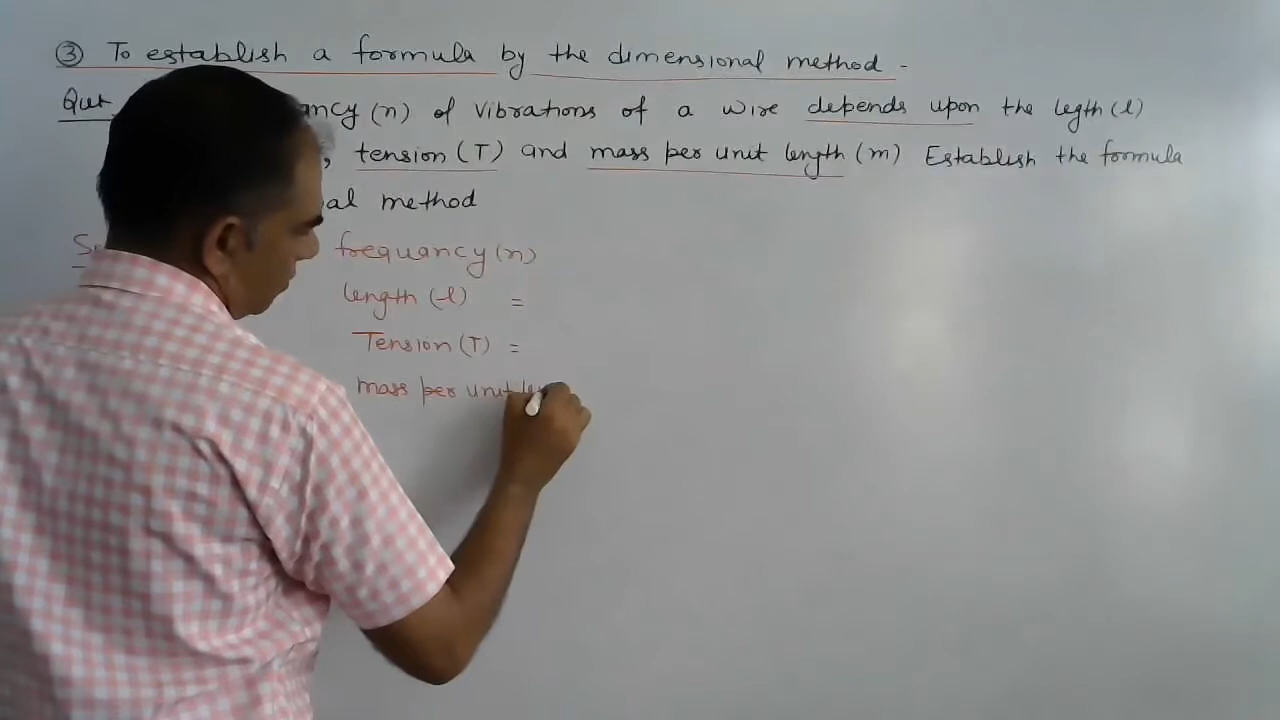 ③ To establish a formula by the dimensional method -
Que ancy (n) of vibrations of a wire depends upon the legth (l)
, tension (T) and mass per unit length (m) Establish the formula
al method
frequancy (n)
length (l) =
Tension (T) =
mass per unit le